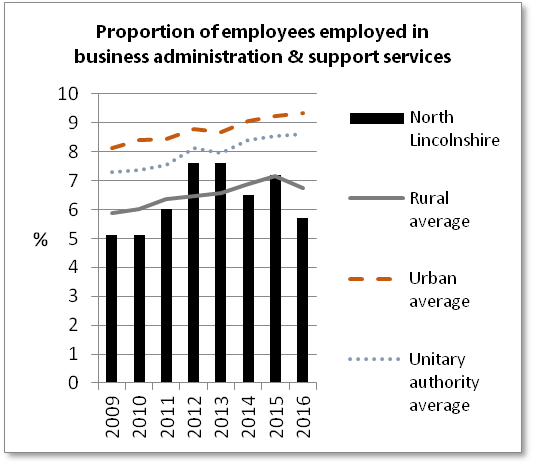 Proportion of employees employed in
business administration & support services
10
9
8
7
6
5
4
3
2
1
0
%
2009
2010
2011
2012
2013
2014
2015
2016
North
Lincolnshire
Rural
average
Urban
average
Unitary
authority
average